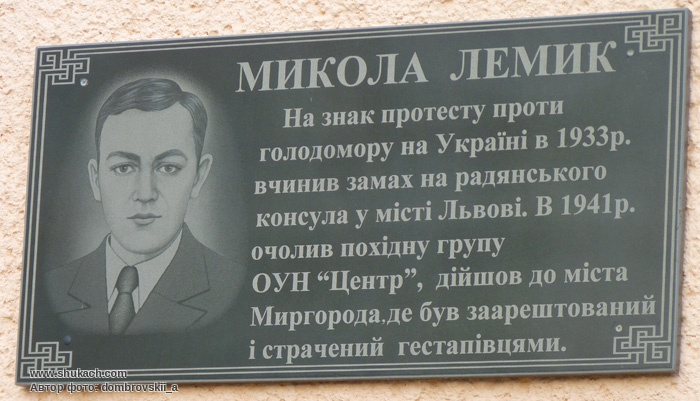 МИКОЛА ЛЕМИК
На знак протесту проти
голодомору на Україні в 1933р.
вчинив замах на радянського
консула у місті Львові. В 1941р.
очолив похідну групу
ОУН “Центр”, дійшов до міста
Миргорода,де був заарештований
і страчений гестапівцями.
www.shukach.com
Автор фото: dombrovskii_a